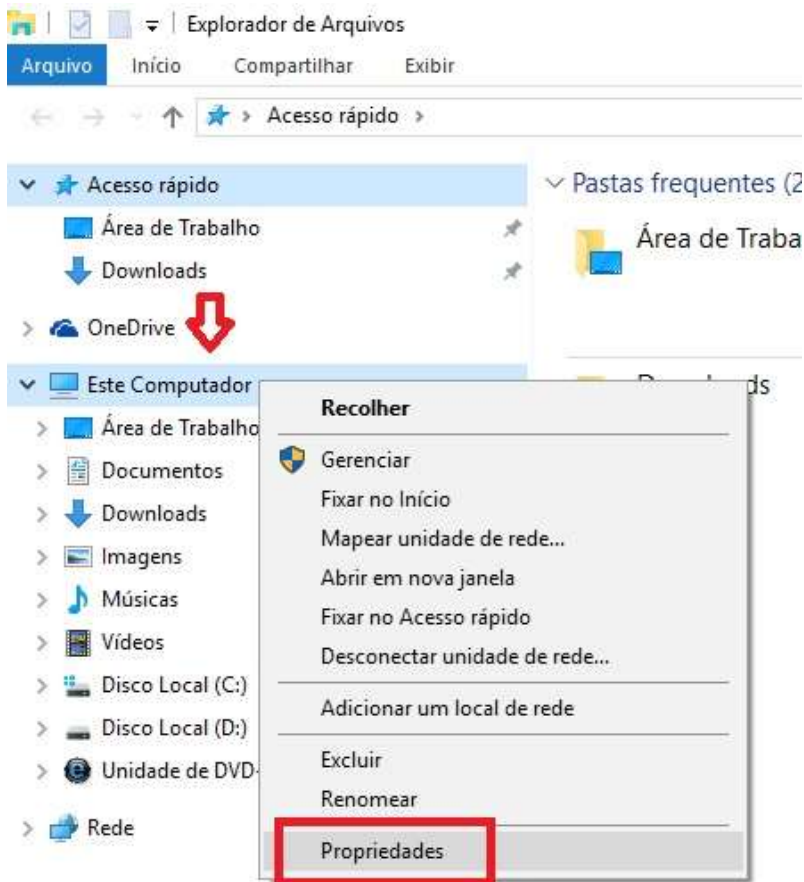 Explorador de Arquivos
Arquivo Início Compartilhar Exibir
Acesso rápido
Acesso rápido
Área de Trabalho
Downloads
OneDrive
Este Computador
Área de Trabalho
Documentos
Downloads
Imagens
Músicas
Vídeos
Disco Local (C:)
Disco Local (D:)
Unidade de DVD-
Rede
Pastas frequentes (2
Área de Traba
Recolher
Gerenciar
Fixar no Início
Mapear unidade de rede...
Abrir em nova janela
Fixar no Acesso rápido
Desconectar unidade de rede...
Adicionar um local de rede
Excluir
Renomear
Propriedades